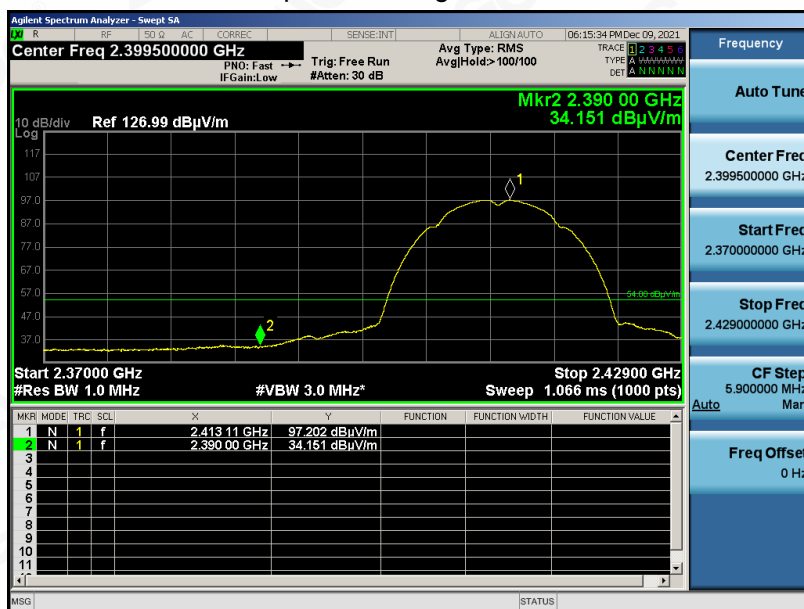 Agilent Spectrum Analyzer - Swept SA
LXI R RF 50 Ω AC CORREC SENSE:INT ALIGN AUTO 06:15:34 PM Dec 09, 2021
Center Freq 2.399500000 GHz
PNO: Fast
IFGain:Low
Trig: Free Run
#Atten: 30 dB
Avg Type: RMS
Avg|Hold:>100/100
TRACE 1 2 3 4 5 6
TYPE A WWWWW
DET A N N N N N
Mkr2 2.390 00 GHz
34.151 dBµV/m
10 dB/div Ref 126.99 dBµV/m
Log
117
107
97.0
87.0
77.0
67.0
57.0
47.0
37.0
1
2
54.00 dBµV/m
Start 2.37000 GHz Stop 2.42900 GHz
#Res BW 1.0 MHz #VBW 3.0 MHz* Sweep 1.066 ms (1000 pts)
MKR MODE TRC SCL X Y FUNCTION FUNCTION WIDTH FUNCTION VALUE
1 N 1 f 2.413 11 GHz 97.202 dBµV/m
2 N 1 f 2.390 00 GHz 34.151 dBµV/m
3
4
5
6
7
8
9
10
11
MSG STATUS
Frequency
Auto Tune
Center Freq
2.399500000 GHz
Start Freq
2.370000000 GHz
Stop Freq
2.429000000 GHz
CF Step
5.900000 MHz
Auto Man
Freq Offset
0 Hz